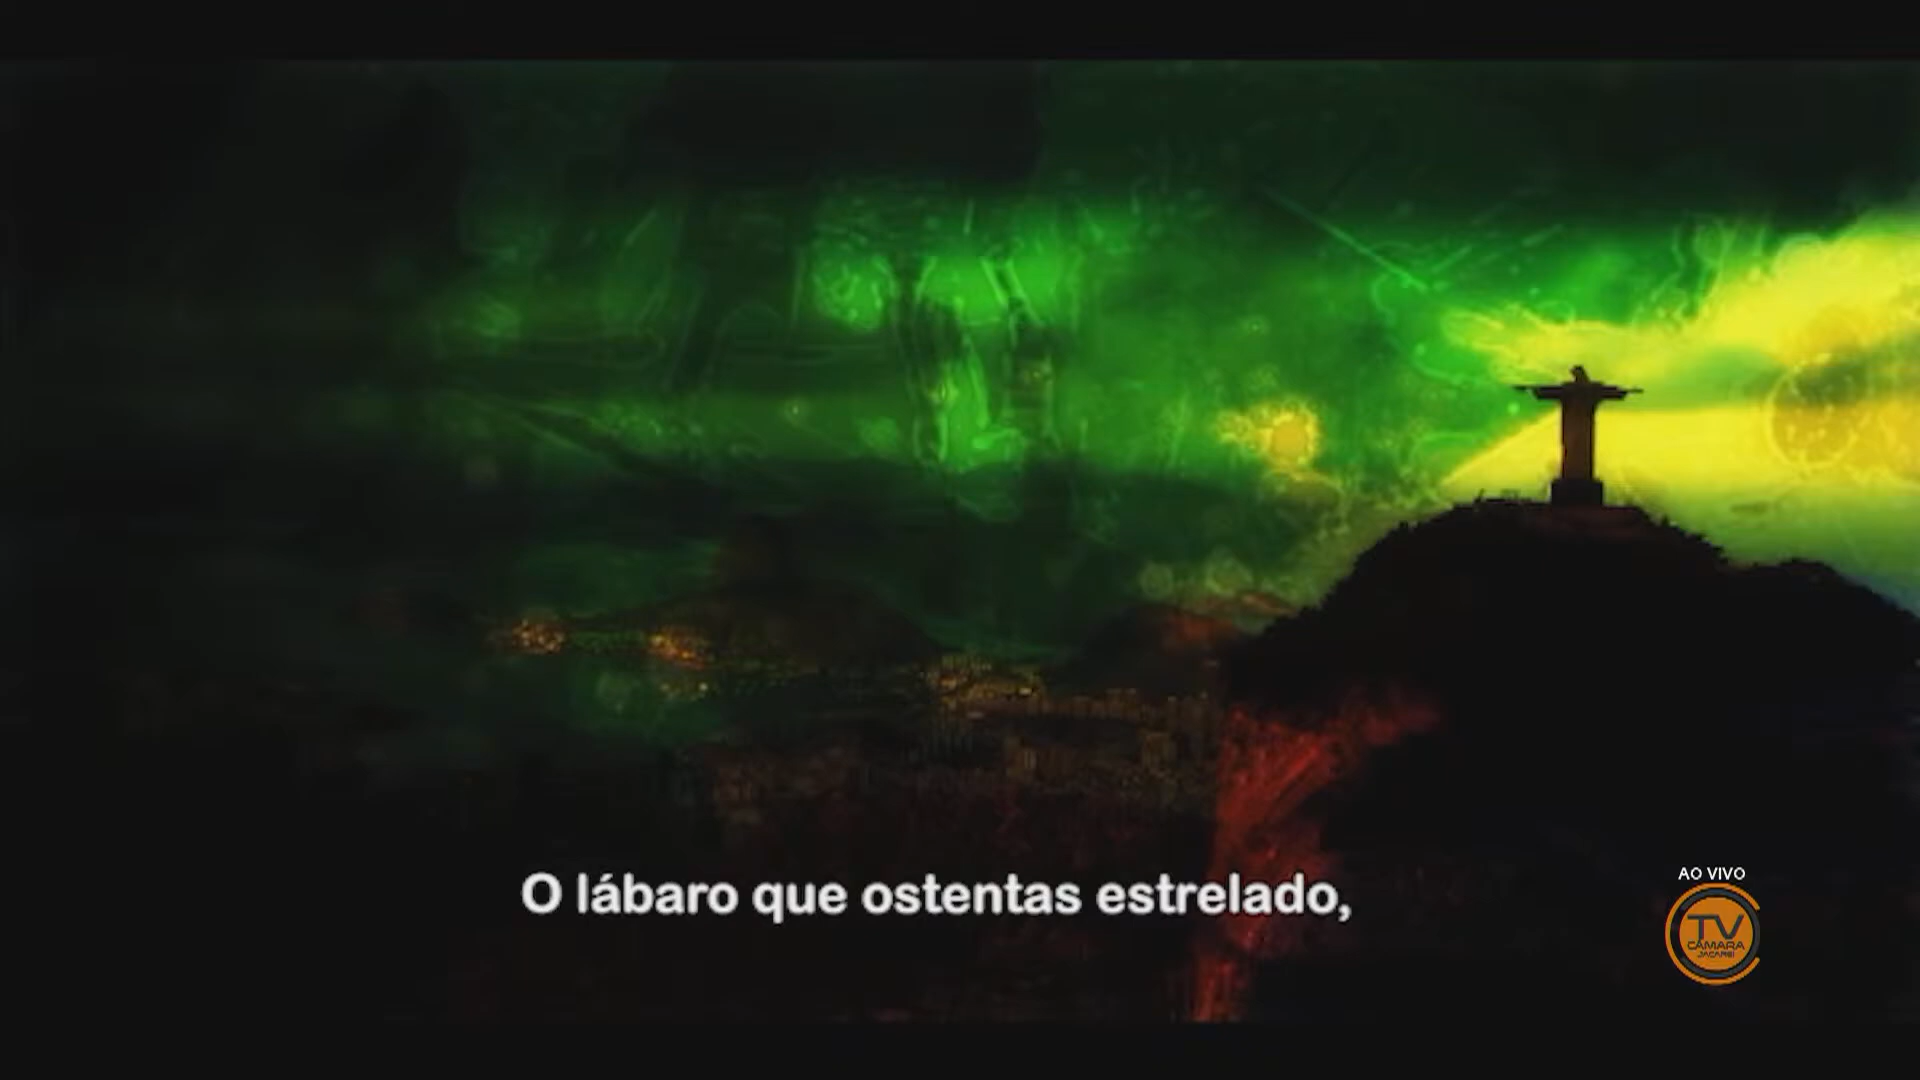 O lábaro que ostentas estrelado,
AO VIVO
TV
CÂMARA
JACAREÍ